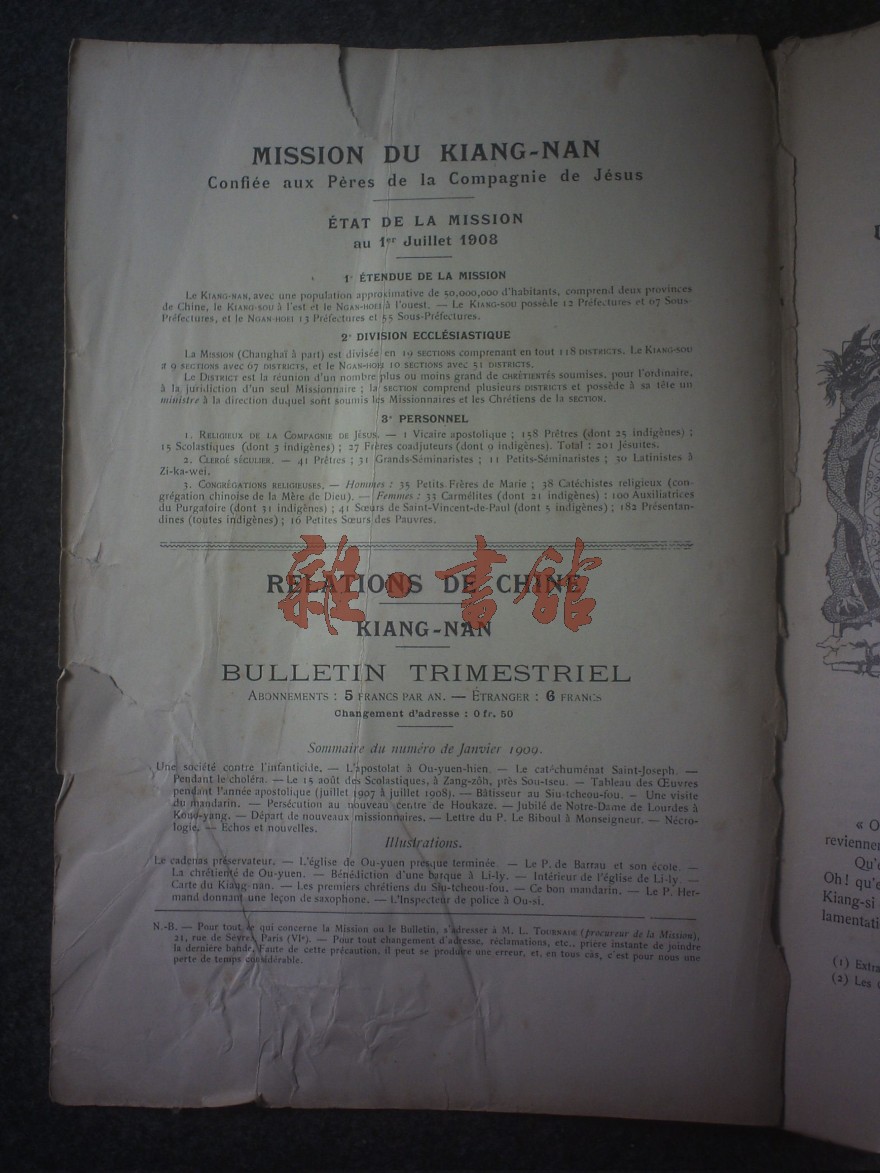 MISSION DU KIANG-NAN
Confiée aux Pères de la Compagnie de Jésus
ÉTAT DE LA MISSION
au 1er Juillet 1908
1° ÉTENDUE DE LA MISSION
Le Kiang-nan, avec une population approximative de 50,000,000 d'habitants, comprend deux provinces
de Chine, le Kiang-sou à l'est et le Ngan-hoei à l'ouest. — Le Kiang-sou possède 12 Préfectures et 67 Sous-
Préfectures, et le Ngan-hoei 13 Préfectures et 55 Sous-Préfectures.
2° DIVISION ECCLÉSIASTIQUE
La Mission (Changhaï à part) est divisée en 19 sections comprenant en tout 118 districts. Le Kiang-sou
a 9 sections avec 67 districts, et le Ngan-hoei 10 sections avec 51 districts.
Le District est la réunion d'un nombre plus ou moins grand de chrétientés soumises, pour l'ordinaire,
à la juridiction d'un seul Missionnaire ; la section comprend plusieurs districts et possède à sa tête un
ministre à la direction duquel sont soumis les Missionnaires et les Chrétiens de la section.
3° PERSONNEL
1. Religieux de la Compagnie de Jésus. — 1 Vicaire apostolique ; 158 Prêtres (dont 25 indigènes) ;
15 Scolastiques (dont 3 indigènes) ; 27 Frères coadjuteurs (dont 9 indigènes). Total : 201 Jésuites.
2. Clergé séculier. — 41 Prêtres ; 31 Grands-Séminaristes ; 11 Petits-Séminaristes ; 30 Latinistes à
Zi-ka-wei.
3. Congrégations religieuses. — Hommes : 35 Petits Frères de Marie ; 38 Catéchistes religieux (con-
grégation chinoise de la Mère de Dieu). — Femmes : 33 Carmélites (dont 21 indigènes) : 100 Auxiliatrices
du Purgatoire (dont 31 indigènes) ; 41 Sœurs de Saint-Vincent-de-Paul (dont 5 indigènes) ; 182 Présentan-
dines (toutes indigènes) ; 16 Petites Sœurs des Pauvres.
RELATIONS DE CHINE
雜·書館
KIANG-NAN
BULLETIN TRIMESTRIEL
Abonnements : 5 francs par an. — Étranger : 6 francs
Changement d'adresse : 0 fr. 50
Sommaire du numéro de Janvier 1909.
Une société contre l'infanticide. — L'apostolat à Ou-yuen-hien. — Le catéchuménat Saint-Joseph. —
Pendant le choléra. — Le 15 août des Scolastiques, à Zang-zôh, près Sou-tseu. — Tableau des Œuvres
pendant l'année apostolique (juillet 1907 à juillet 1908). — Bâtisseur au Siu-tcheou-fou. — Une visite
du mandarin. — Persécution au nouveau centre de Houkaze. — Jubilé de Notre-Dame de Lourdes à
Kouo-yang. — Départ de nouveaux missionnaires. — Lettre du P. Le Biboul à Monseigneur. — Nécro-
logie. — Echos et nouvelles.
Illustrations.
Le cadenas préservateur. — L'église de Ou-yuen presque terminée. — Le P. de Barrau et son école. —
La chrétienté de Ou-yuen. — Bénédiction d'une barque à Li-ly. — Intérieur de l'église de Li-ly. —
Carte du Kiang-nan. — Les premiers chrétiens du Siu-tcheou-fou. — Ce bon mandarin. — Le P. Her-
mand donnant une leçon de saxophone. — L'Inspecteur de police à Ou-si.
N.-B. — Pour tout ce qui concerne la Mission ou le Bulletin, s'adresser à M. L. Tournade (procureur de la Mission),
21, rue de Sèvres, Paris (VIe). — Pour tout changement d'adresse, réclamations, etc., prière instante de joindre
la dernière bande. Faute de cette précaution, il peut se produire une erreur, et, en tous cas, c'est pour nous une
perte de temps considérable.
« O
reviennen
Qu'e
Oh ! qu'e
Kiang-si
lamentati
(1) Extra
(2) Les c